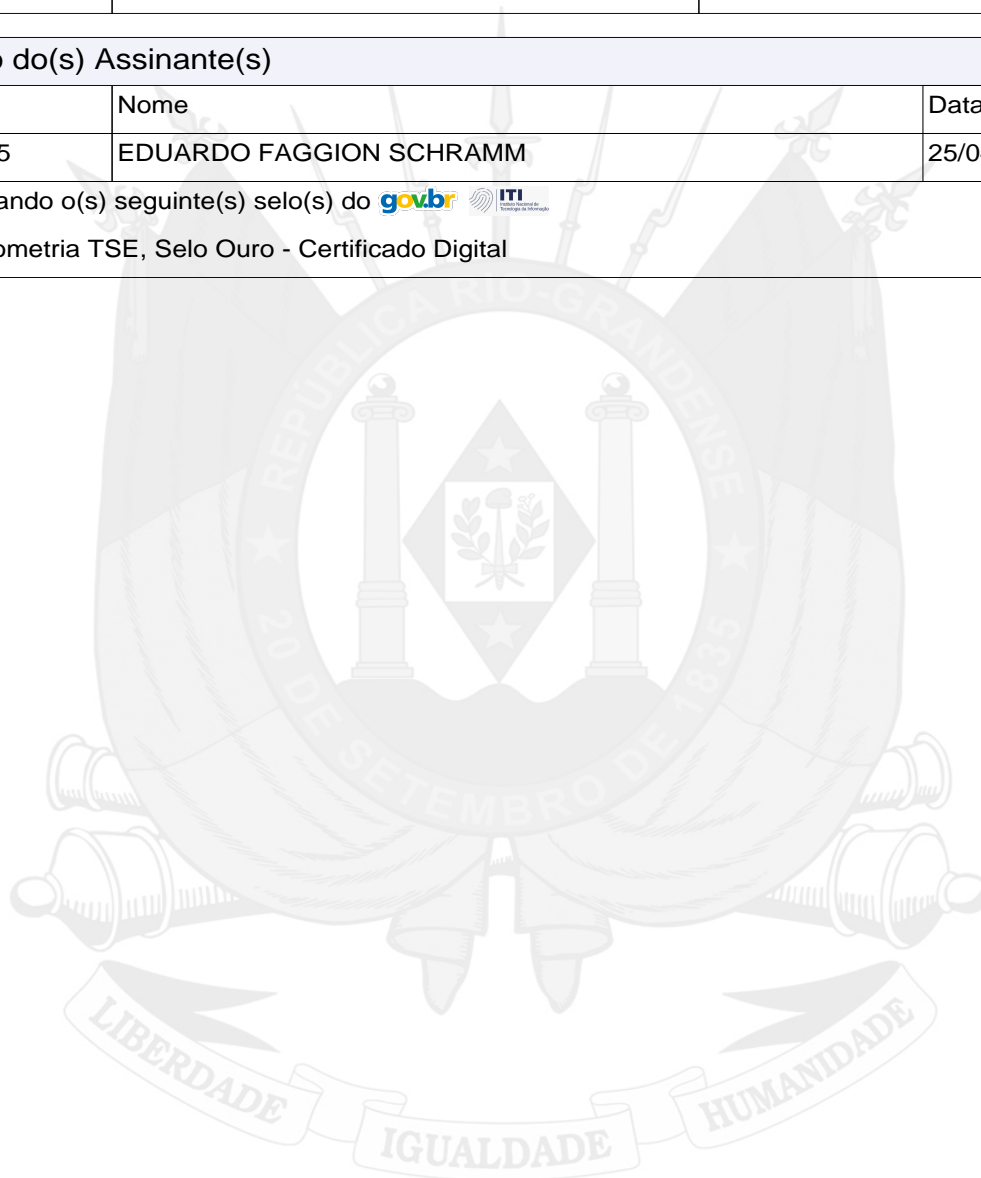 o do(s) Assinante(s)
Nome Data
5 EDUARDO FAGGION SCHRAMM 25/0
ando o(s) seguinte(s) selo(s) do gov.br ITI
ometria TSE, Selo Ouro - Certificado Digital
REPÚBLICA RIO-GRANDENSE
20 DE SETEMBRO DE 1835
LIBERDADE IGUALDADE HUMANIDADE